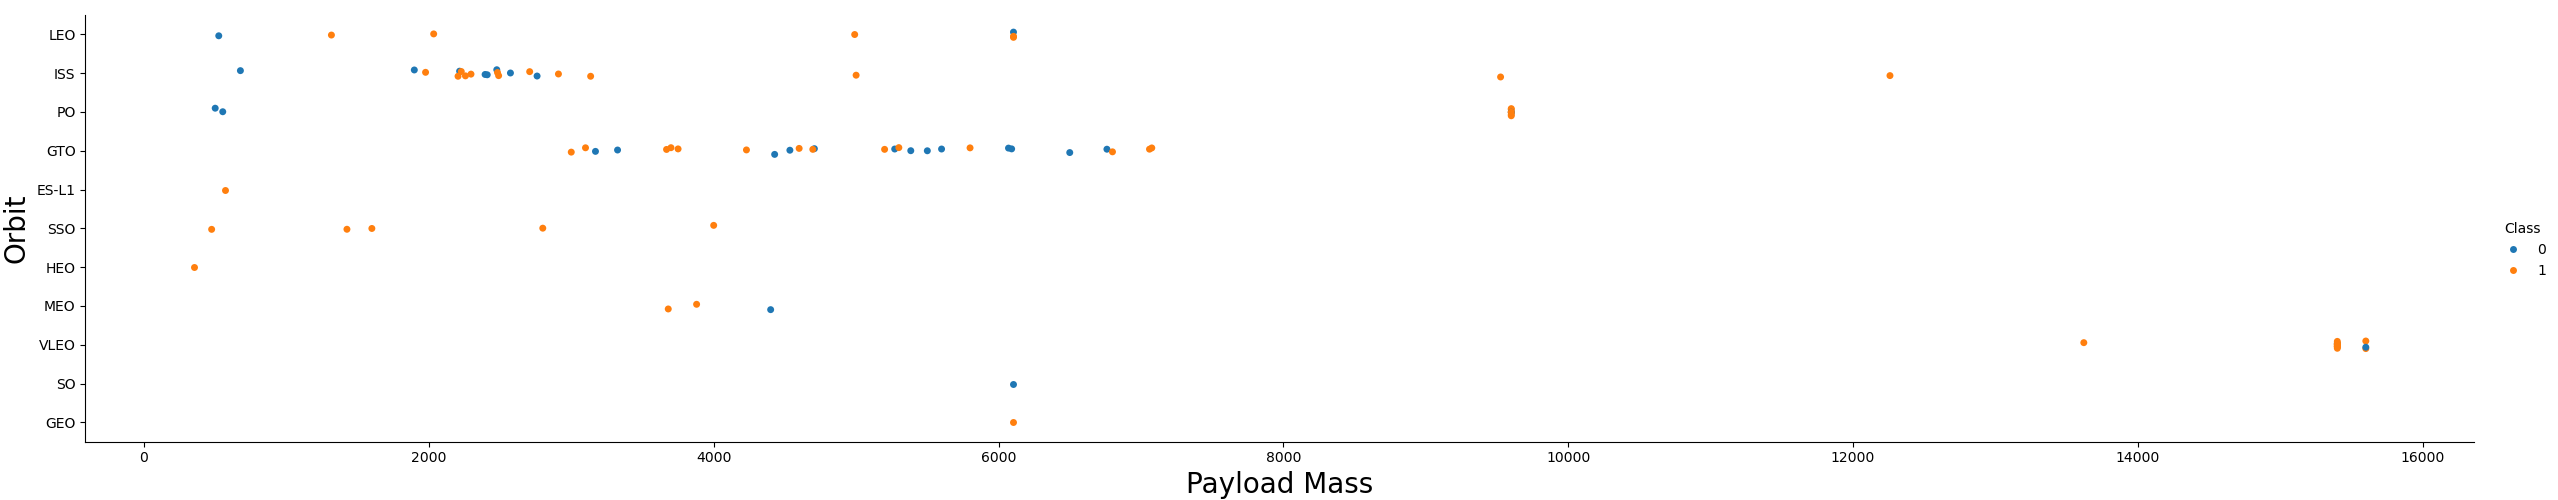 LEO
ISS
PO
GTO
ES-L1
SSO
HEO
MEO
VLEO
SO
GEO
Orbit
0 2000 4000 6000 8000 10000 12000 14000 16000
Payload Mass
Class
0
1